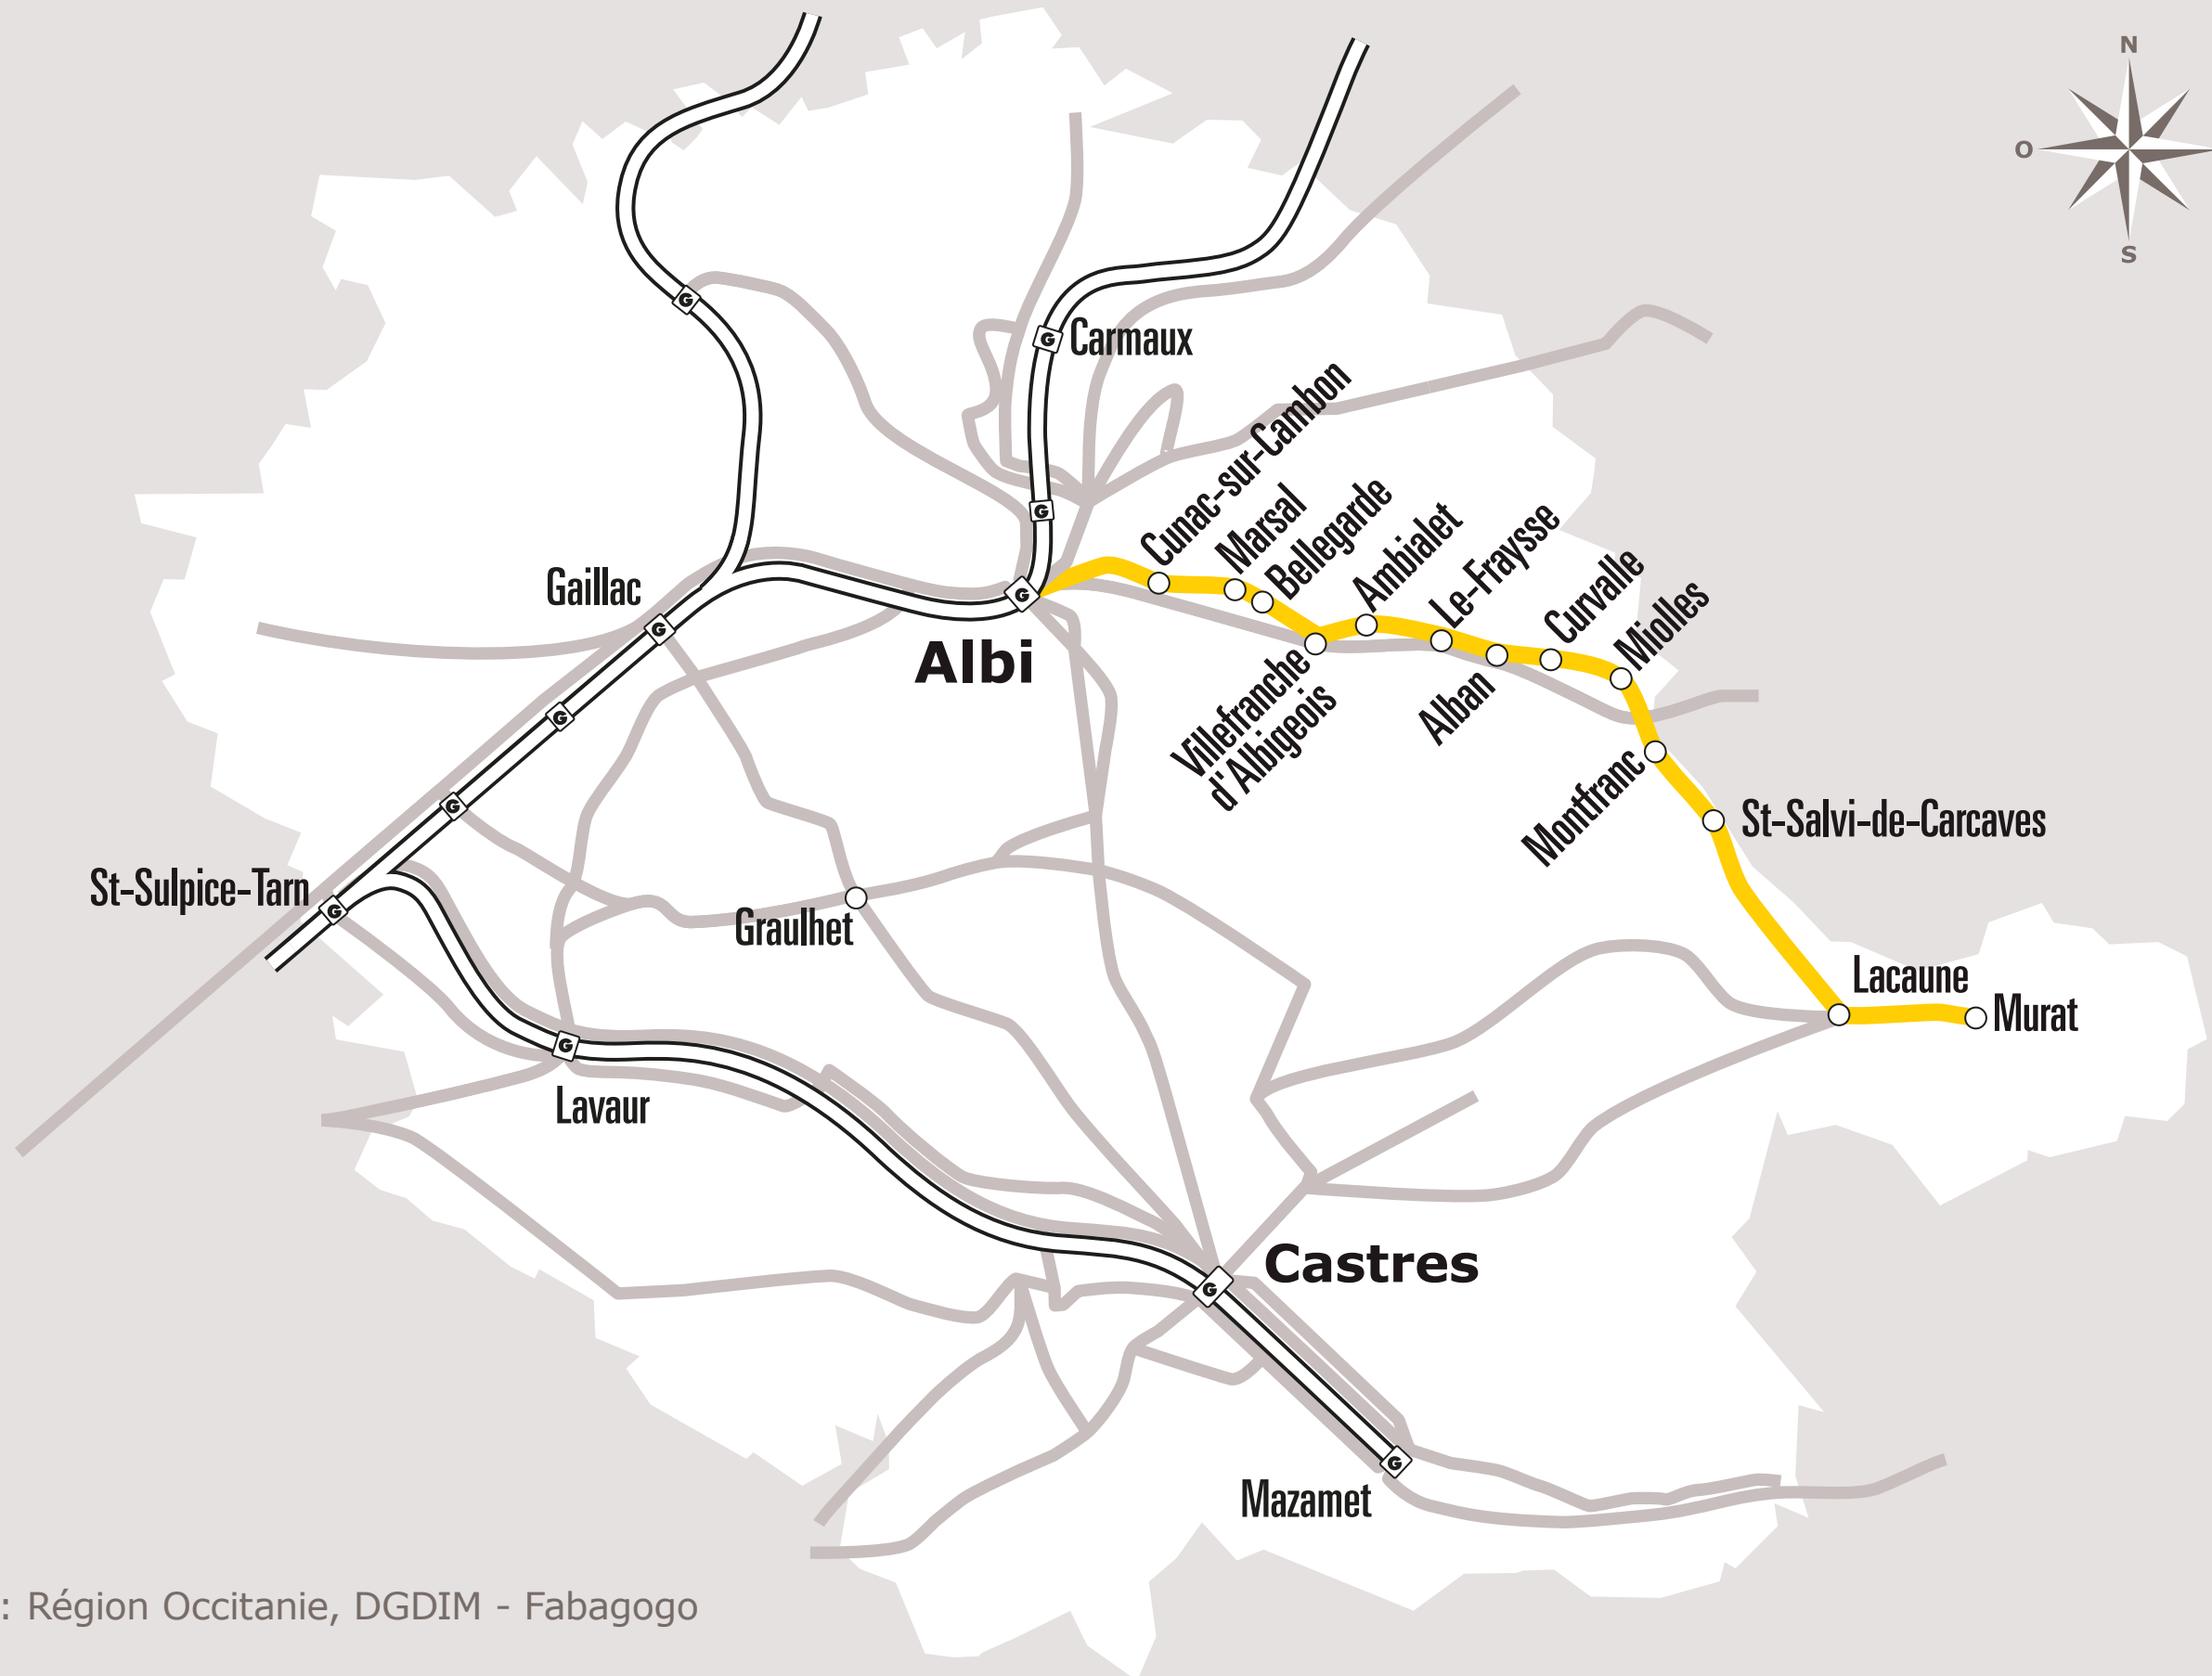 N
O
S
Carmaux
Cunac-sur-Cambon
Marsal
Bellegarde
Ambialet
Le-Fraysse
Curvalle
Miolles
Gaillac
Albi
Villefranche
d'Albigeois
Alban
Montfranc
St-Salvi-de-Carcaves
St-Sulpice-Tarn
Graulhet
Lacaune
Murat
Lavaur
Castres
Mazamet
G
G
G
G
G
G
G
G
G
G
G
: Région Occitanie, DGDIM - Fabagogo